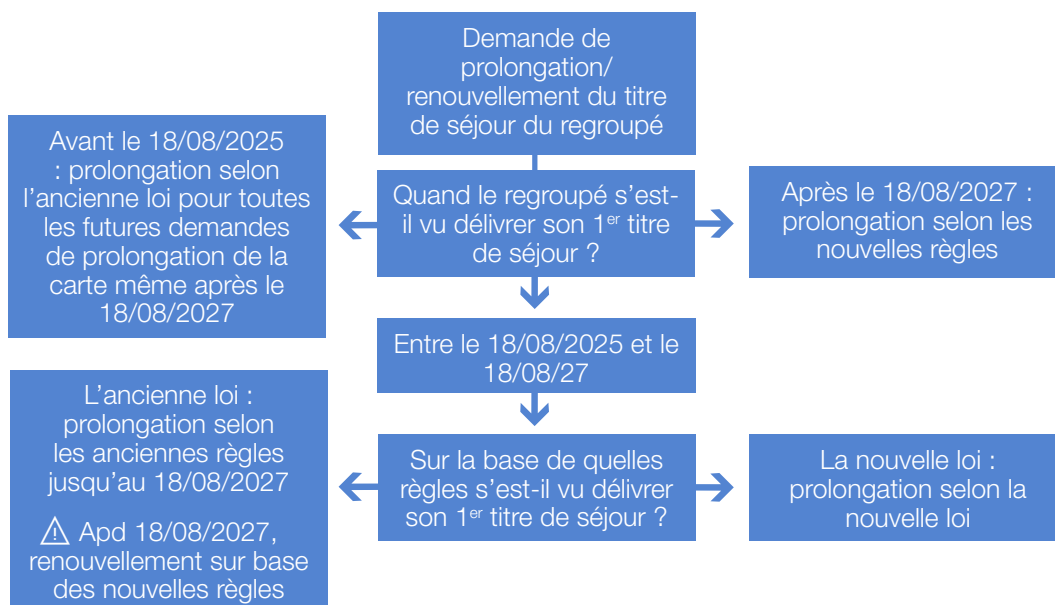 Demande de
prolongation/
renouvellement du titre
de séjour du regroupé
Avant le 18/08/2025
: prolongation selon
l’ancienne loi pour toutes
les futures demandes
de prolongation de la
carte même après le
18/08/2027
Quand le regroupé s’est-
il vu délivrer son 1er titre
de séjour ?
Après le 18/08/2027 :
prolongation selon les
nouvelles règles
Entre le 18/08/2025 et le
18/08/27
L’ancienne loi :
prolongation selon
les anciennes règles
jusqu’au 18/08/2027
⚠ Apd 18/08/2027,
renouvellement sur base
des nouvelles règles
Sur la base de quelles
règles s’est-il vu délivrer
son 1er titre de séjour ?
La nouvelle loi :
prolongation selon la
nouvelle loi